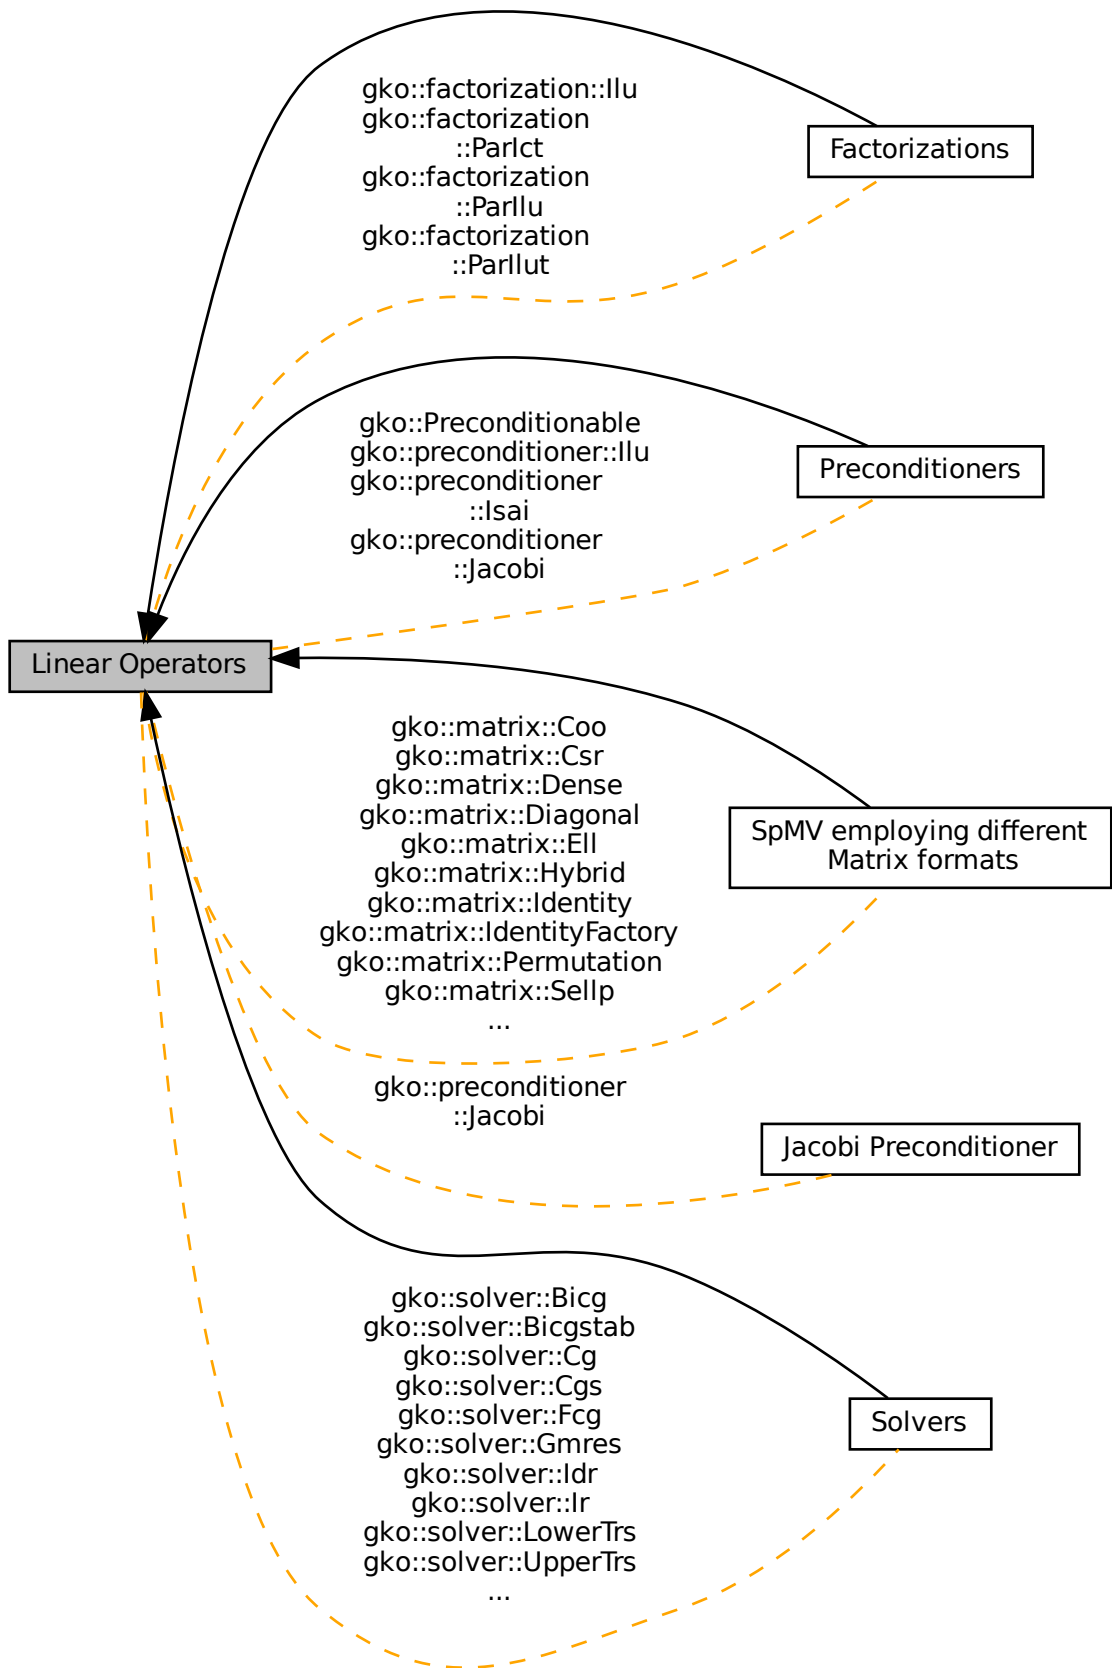 gko::factorization::Ilu
gko::factorization
::ParIct
gko::factorization
::ParIlu
gko::factorization
::ParIlut
Factorizations
gko::Preconditionable
gko::preconditioner::Ilu
gko::preconditioner
::Isai
gko::preconditioner
::Jacobi
Preconditioners
Linear Operators
gko::matrix::Coo
gko::matrix::Csr
gko::matrix::Dense
gko::matrix::Diagonal
gko::matrix::Ell
gko::matrix::Hybrid
gko::matrix::Identity
gko::matrix::IdentityFactory
gko::matrix::Permutation
gko::matrix::Sellp
...
SpMV employing different
Matrix formats
gko::preconditioner
::Jacobi
Jacobi Preconditioner
gko::solver::Bicg
gko::solver::Bicgstab
gko::solver::Cg
gko::solver::Cgs
gko::solver::Fcg
gko::solver::Gmres
gko::solver::Idr
gko::solver::Ir
gko::solver::LowerTrs
gko::solver::UpperTrs
...
Solvers